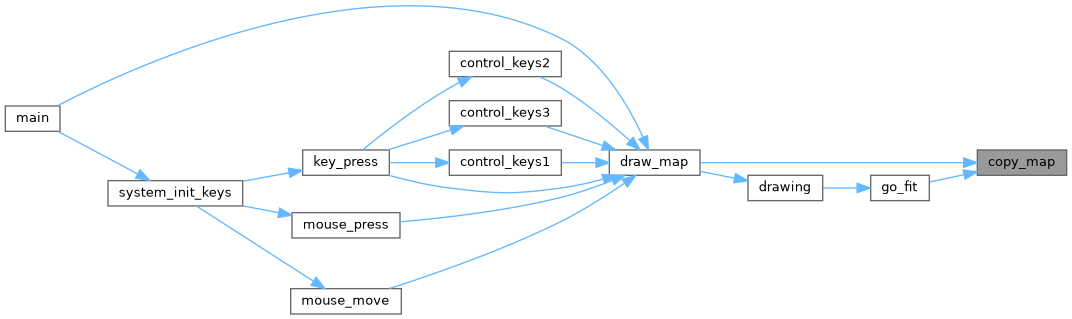 main
system_init_keys
key_press
mouse_press
mouse_move
control_keys2
control_keys3
control_keys1
draw_map
drawing
go_fit
copy_map